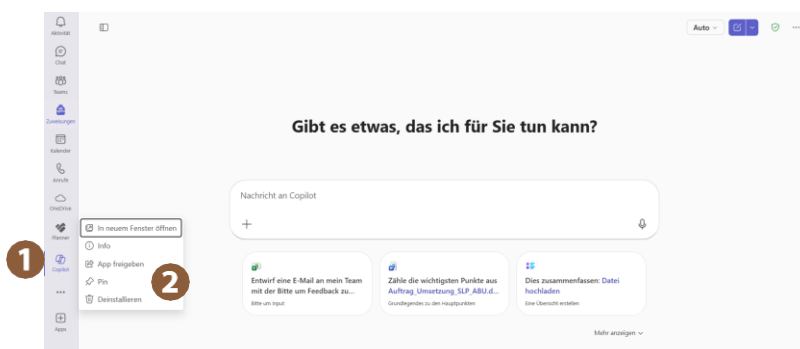 Aktivität
Chat
Teams
Zuweisungen
Kalender
Anrufe
OneDrive
Planner
1
Copilot
Apps
Auto
Gibt es etwas, das ich für Sie tun kann?
Nachricht an Copilot
In neuem Fenster öffnen
Info
App freigeben
Pin
2
Deinstallieren
Entwirf eine E-Mail an mein Team
mit der Bitte um Feedback zu...
Bitte um Input
Zähle die wichtigsten Punkte aus
Auftrag_Umsetzung_SLP_ABU.d...
Grundlegendes zu den Hauptpunkten
Dies zusammenfassen: Datei
hochladen
Eine Übersicht erstellen
Mehr anzeigen